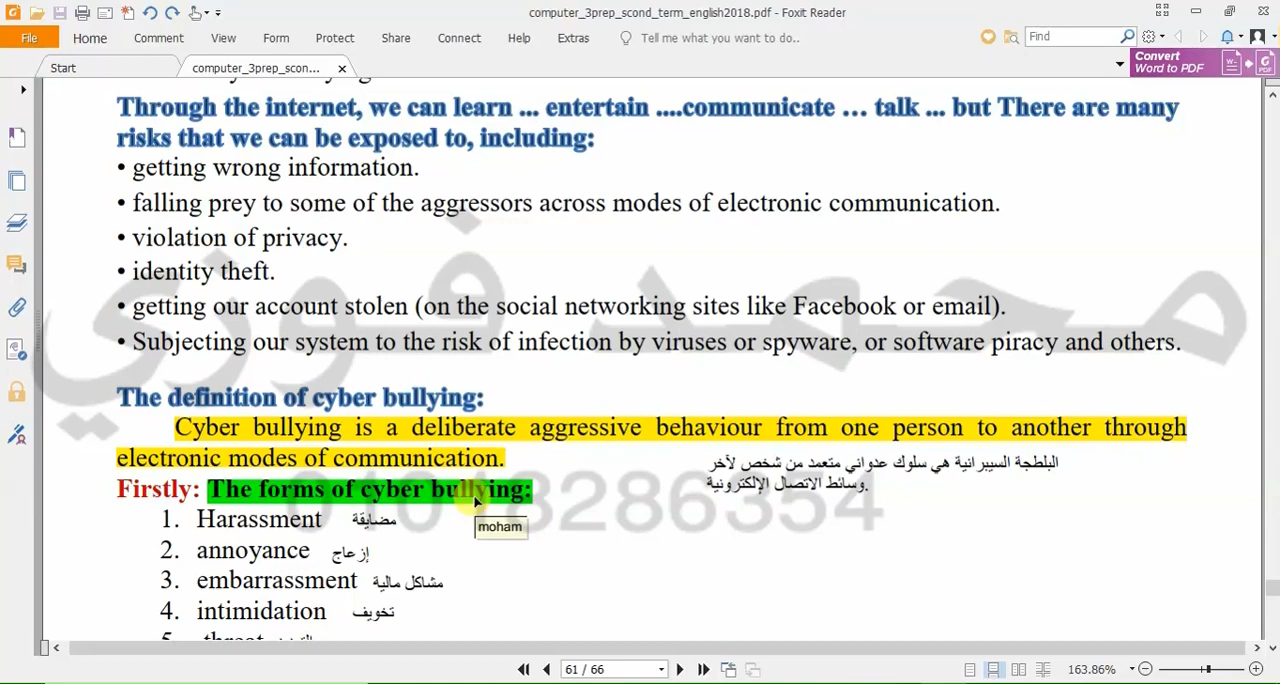 computer_3prep_scond_term_english2018.pdf - Foxit Reader
File Home Comment View Form Protect Share Connect Help Extras Tell me what you want to do.. Find
Start computer_3prep_scon...
Convert
Word to PDF
Through the internet, we can learn ... entertain ....communicate … talk ... but There are many
risks that we can be exposed to, including:
• getting wrong information.
• falling prey to some of the aggressors across modes of electronic communication.
• violation of privacy.
• identity theft.
• getting our account stolen (on the social networking sites like Facebook or email).
• Subjecting our system to the risk of infection by viruses or spyware, or software piracy and others.
محمد فوزي
The definition of cyber bullying:
Cyber bullying is a deliberate aggressive behaviour from one person to another through
electronic modes of communication.
البلطجة السيبرانية هي سلوك عدواني متعمد من شخص لآخر
وسائط الاتصال الإلكترونية.
Firstly: The forms of cyber bullying:
01018286354
moham
1. Harassment مضايقة
2. annoyance إزعاج
3. embarrassment مشاكل مالية
4. intimidation تخويف
5. threat
61 / 66
163.86%